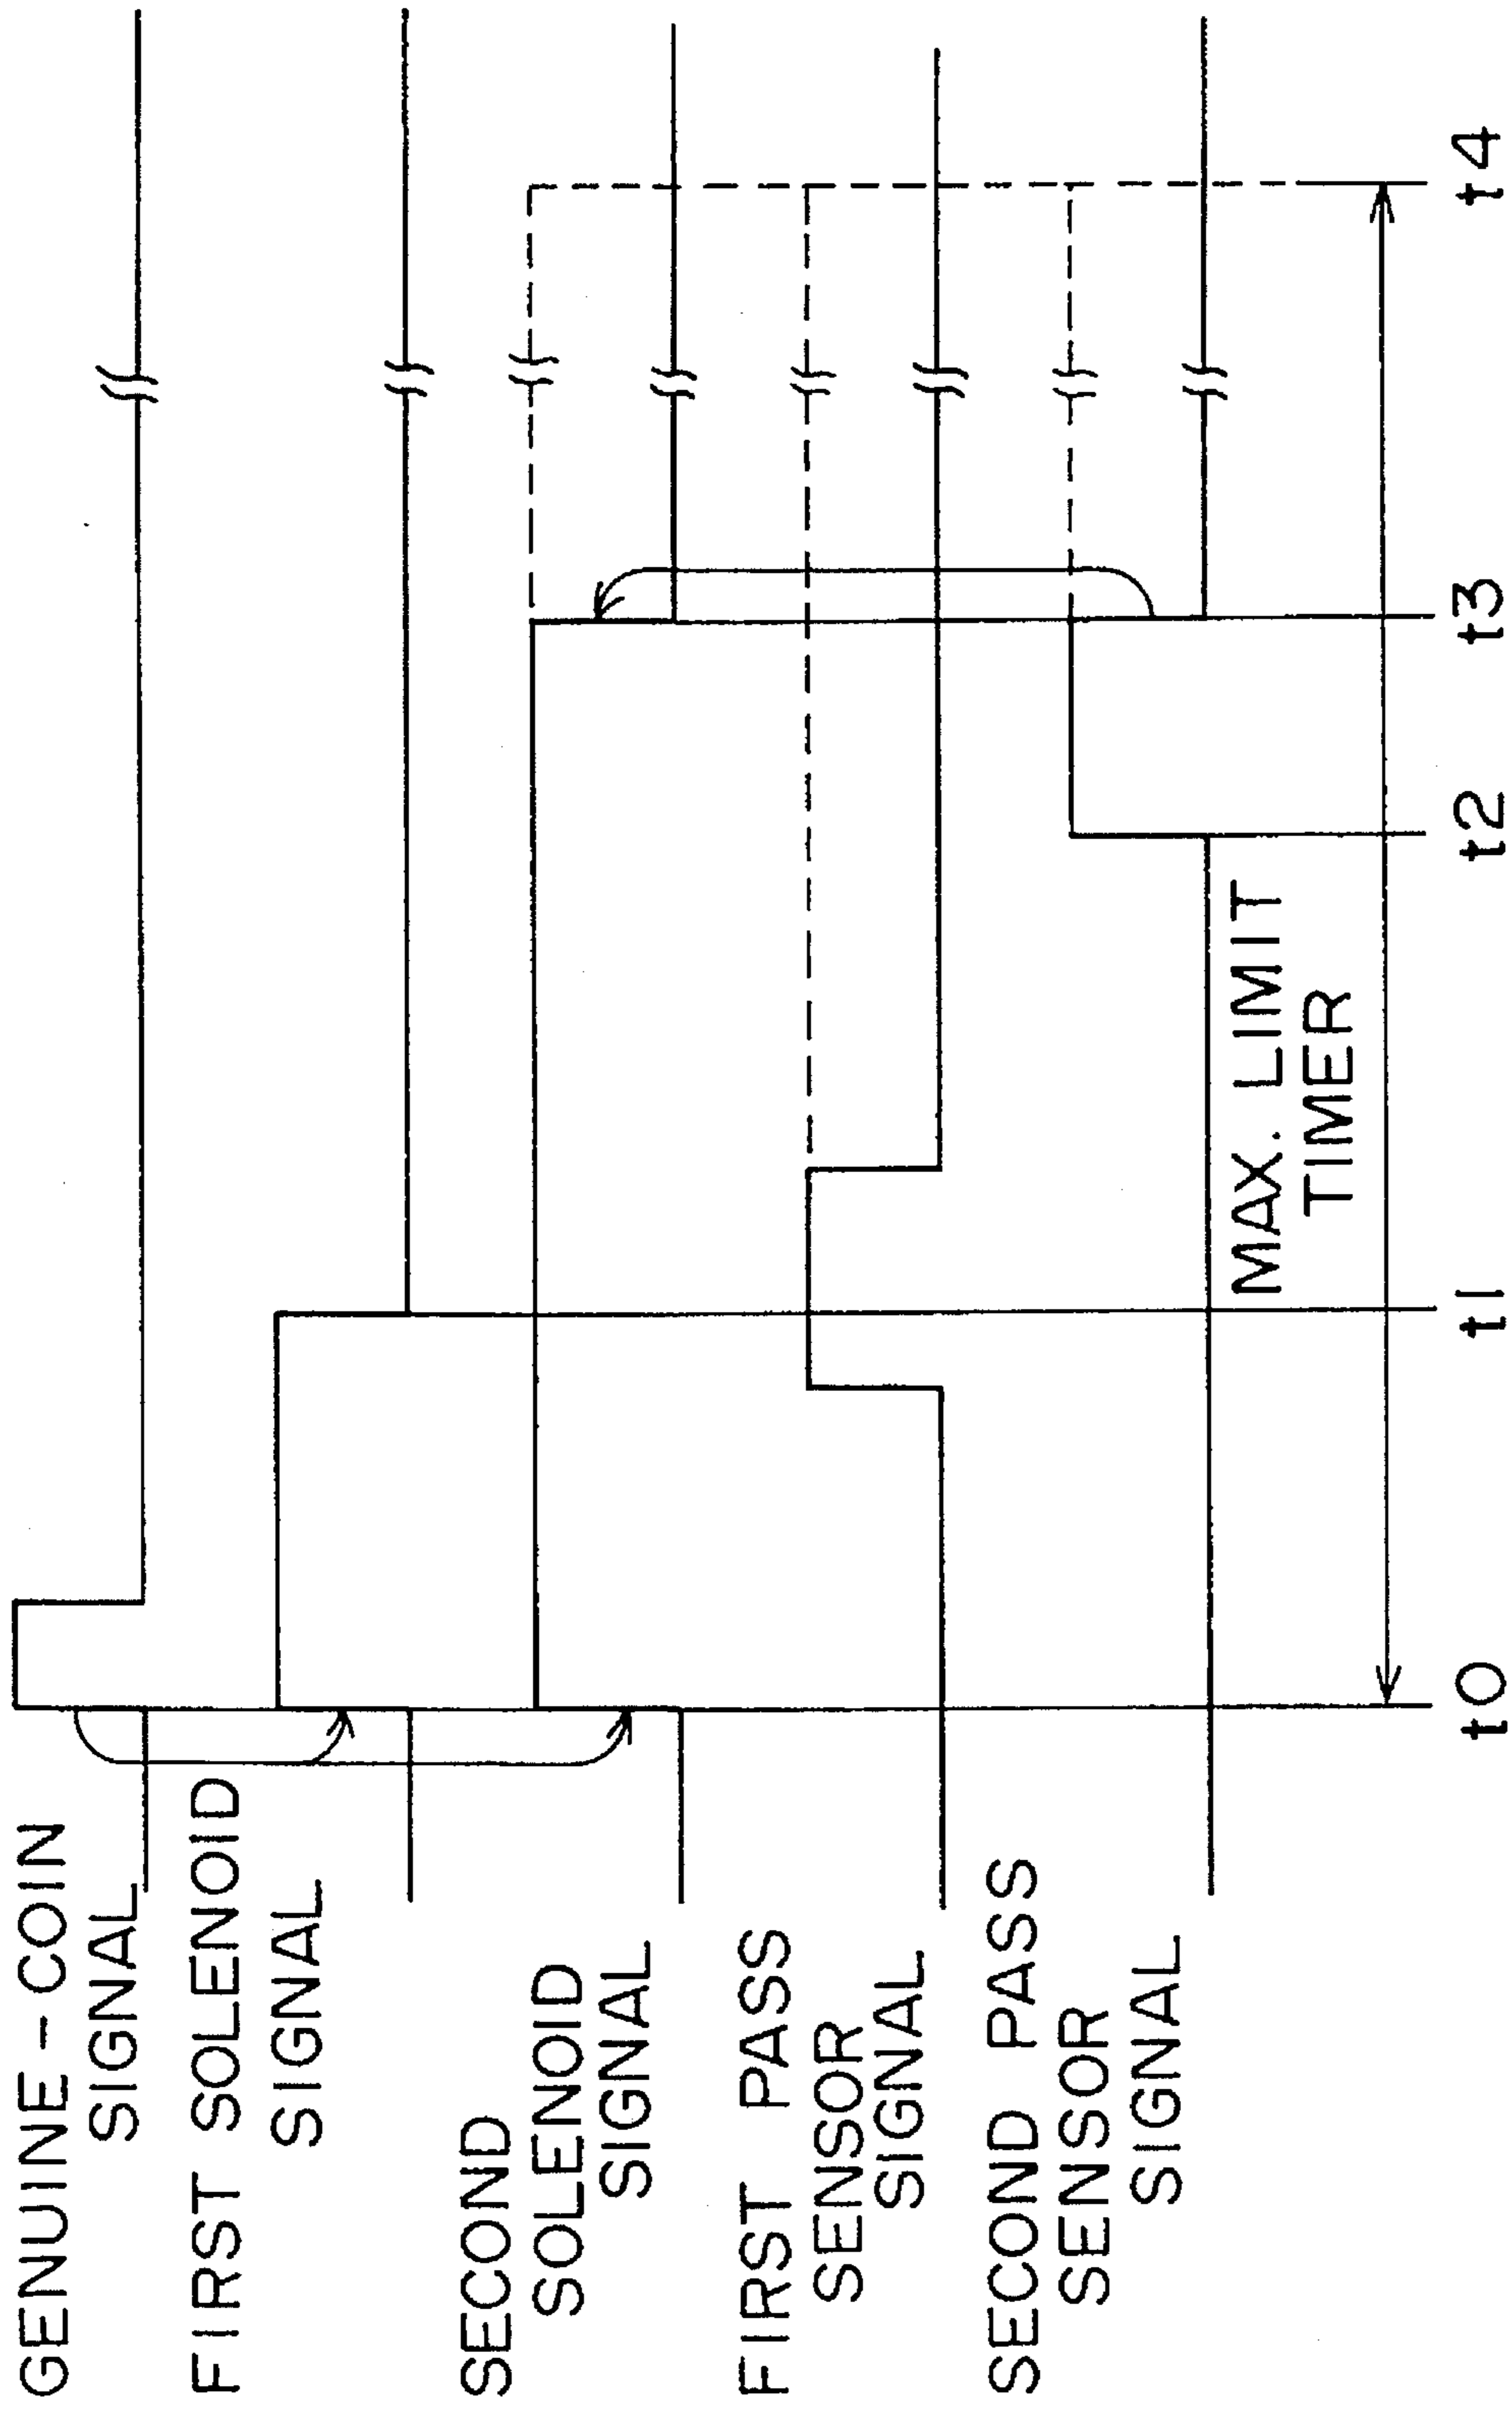 GENUINE-COIN
SIGNAL
FIRST SOLENOID
SIGNAL
SECOND
SOLENOID
SIGNAL
FIRST PASS
SENSOR
SIGNAL
SECOND PASS
SENSOR
SIGNAL
MAX. LIMIT
TIMER
t0 t1 t2 t3 t4